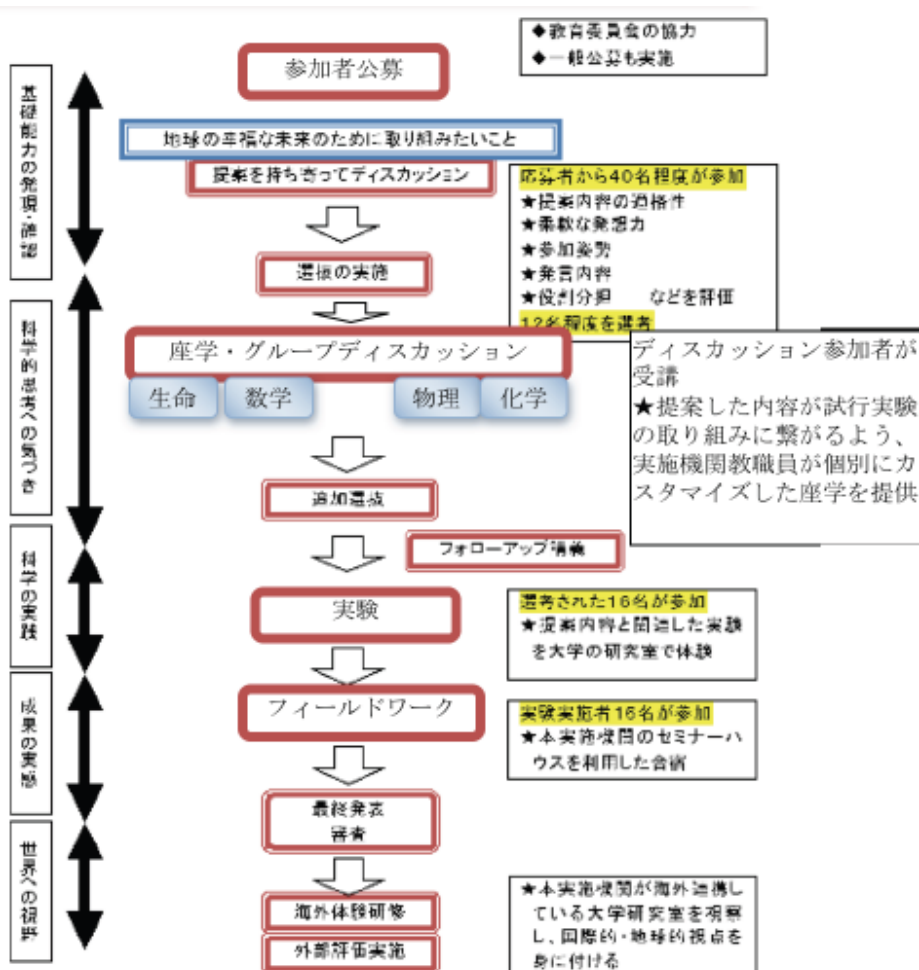 ◆教育委員会の協力
◆一般公募も実施
参加者公募
基礎能力の発現・確認
地球の幸福な未来のために取り組みたいこと
提案を持ち寄ってディスカッション
応募者から40名程度が参加
★提案内容の適格性
★柔軟な発想力
★参加姿勢
★発言内容
★役割分担 などを評価
12名程度を選考
選抜の実施
科学的思考への気づき
座学・グループディスカッション
生命
数学
物理
化学
ディスカッション参加者が
受講
★提案した内容が試行実験
の取り組みに繋がるよう、
実施機関教職員が個別にカ
スタマイズした座学を提供
追加選抜
フォローアップ講義
科学の実践
実験
選考された16名が参加
★提案内容と関連した実験
を大学の研究室で体験
成果の実感
フィールドワーク
実験実施者16名が参加
★本実施機関のセミナーハ
ウスを利用した合宿
最終発表
審査
世界への視野
海外体験研修
外部評価実施
★本実施機関が海外連携し
ている大学研究室を視察
し、国際的・地球的視点を
身に付ける